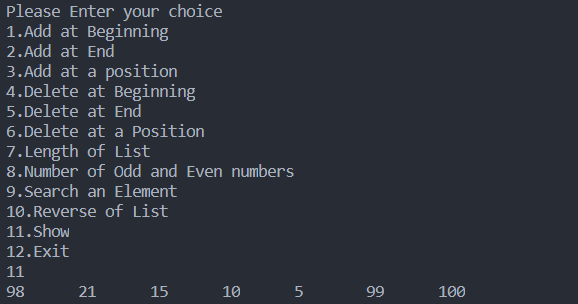 Please Enter your choice
1.Add at Beginning
2.Add at End
3.Add at a position
4.Delete at Beginning
5.Delete at End
6.Delete at a Position
7.Length of List
8.Number of Odd and Even numbers
9.Search an Element
10.Reverse of List
11.Show
12.Exit
11
98 21 15 10 5 99 100